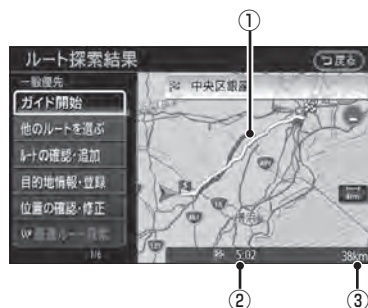 ①
ルート探索結果
戻る
一般優先
中央区銀座
ガイド開始
他のルートを選ぶ
ルートの確認・追加
目的地情報・登録
位置の確認・修正
1/6
5:02
38km
②
③